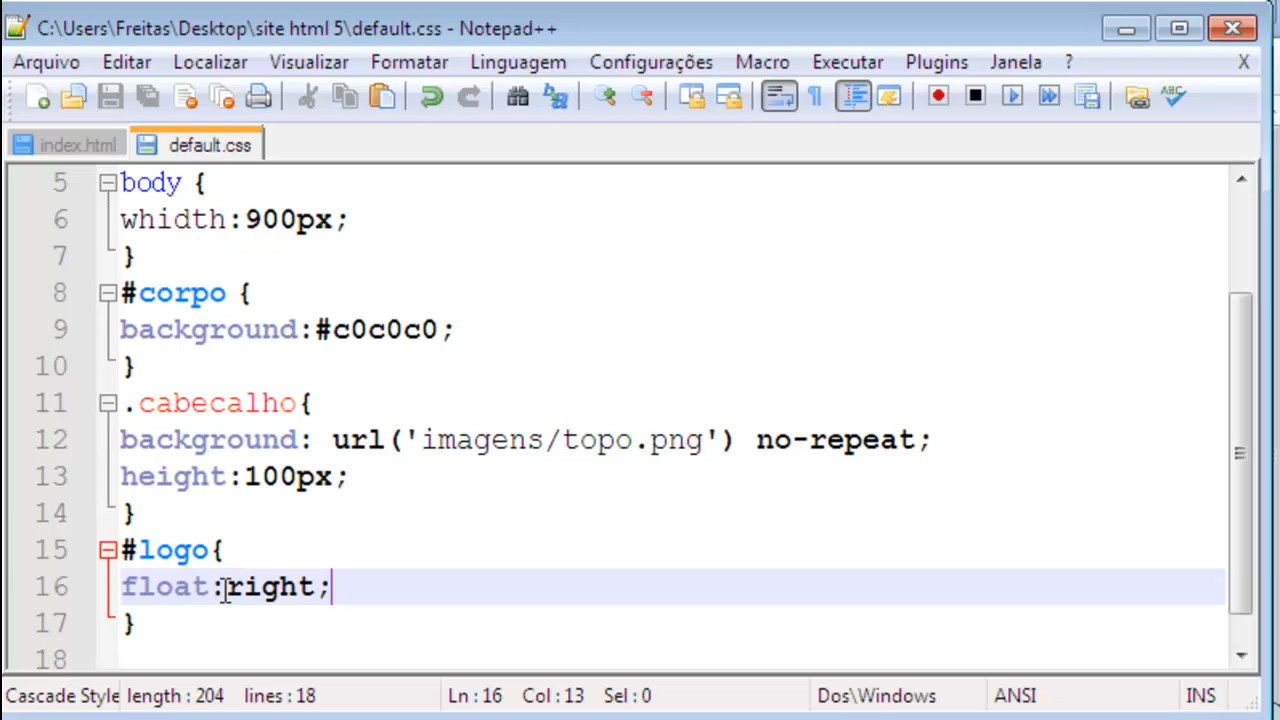 C:\Users\Freitas\Desktop\site html 5\default.css - Notepad++
Arquivo Editar Localizar Visualizar Formatar Linguagem Configurações Macro Executar Plugins Janela ? X
ABC
index.html default.css
5 body {
6 whidth:900px;
7 }
8 #corpo {
9 background:#c0c0c0;
10 }
11 .cabecalho{
12 background: url('imagens/topo.png') no-repeat;
13 height:100px;
14 }
15 #logo{
16 float:right;
17 }
18
Cascade Style length : 204 lines : 18 Ln : 16 Col : 13 Sel : 0 Dos\Windows ANSI INS